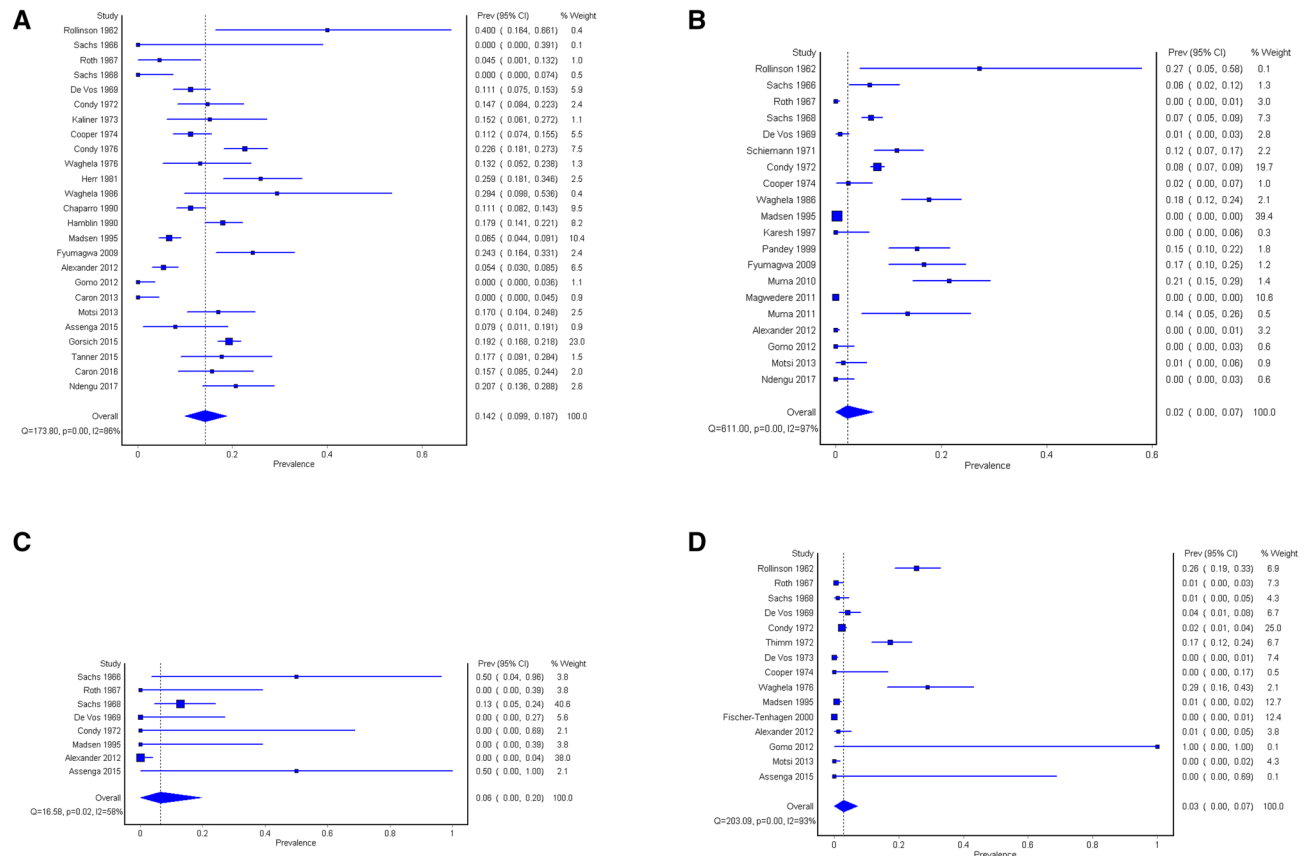 A
Study Prev (95% CI) % Weight
Rollinson 1962 0.400 ( 0.164, 0.661) 0.4
Sachs 1966 0.000 ( 0.000, 0.391) 0.1
Roth 1967 0.045 ( 0.001, 0.132) 1.0
Sachs 1968 0.000 ( 0.000, 0.074) 0.5
De Vos 1969 0.111 ( 0.075, 0.153) 5.9
Condy 1972 0.147 ( 0.084, 0.223) 2.4
Kaliner 1973 0.152 ( 0.061, 0.272) 1.1
Cooper 1974 0.112 ( 0.074, 0.155) 5.5
Condy 1976 0.226 ( 0.181, 0.273) 7.5
Waghela 1976 0.132 ( 0.052, 0.238) 1.3
Herr 1981 0.259 ( 0.181, 0.346) 2.5
Waghela 1986 0.294 ( 0.098, 0.536) 0.4
Chaparro 1990 0.111 ( 0.082, 0.143) 9.5
Hamblin 1990 0.179 ( 0.141, 0.221) 8.2
Madsen 1995 0.065 ( 0.044, 0.091) 10.4
Fyumagwa 2009 0.243 ( 0.164, 0.331) 2.4
Alexander 2012 0.054 ( 0.030, 0.085) 6.5
Gomo 2012 0.000 ( 0.000, 0.036) 1.1
Caron 2013 0.000 ( 0.000, 0.045) 0.9
Motsi 2013 0.170 ( 0.104, 0.248) 2.5
Assenga 2015 0.079 ( 0.011, 0.191) 0.9
Gorsich 2015 0.192 ( 0.168, 0.218) 23.0
Tanner 2015 0.177 ( 0.091, 0.284) 1.5
Caron 2016 0.157 ( 0.085, 0.244) 2.0
Ndengu 2017 0.207 ( 0.136, 0.288) 2.6
Overall 0.142 ( 0.099, 0.187) 100.0
Q=173.80, p=0.00, I2=86%
0 0.2 0.4 0.6
Prevalence
B
Study Prev (95% CI) % Weight
Rollinson 1962 0.27 ( 0.05, 0.58) 0.1
Sachs 1966 0.06 ( 0.02, 0.12) 1.3
Roth 1967 0.00 ( 0.00, 0.01) 3.0
Sachs 1968 0.07 ( 0.05, 0.09) 7.3
De Vos 1969 0.01 ( 0.00, 0.03) 2.8
Schiemann 1971 0.12 ( 0.07, 0.17) 2.2
Condy 1972 0.08 ( 0.07, 0.09) 19.7
Cooper 1974 0.02 ( 0.00, 0.07) 1.0
Waghela 1986 0.18 ( 0.12, 0.24) 2.1
Madsen 1995 0.00 ( 0.00, 0.00) 39.4
Karesh 1997 0.00 ( 0.00, 0.06) 0.3
Pandey 1999 0.15 ( 0.10, 0.22) 1.8
Fyumagwa 2009 0.17 ( 0.10, 0.25) 1.2
Muma 2010 0.21 ( 0.15, 0.29) 1.4
Magwedere 2011 0.00 ( 0.00, 0.00) 10.6
Muma 2011 0.14 ( 0.05, 0.26) 0.5
Alexander 2012 0.00 ( 0.00, 0.01) 3.2
Gomo 2012 0.00 ( 0.00, 0.03) 0.6
Motsi 2013 0.01 ( 0.00, 0.06) 0.9
Ndengu 2017 0.00 ( 0.00, 0.03) 0.6
Overall 0.02 ( 0.00, 0.07) 100.0
Q=611.00, p=0.00, I2=97%
0 0.2 0.4 0.6
Prevalence
C
Study Prev (95% CI) % Weight
Sachs 1966 0.50 ( 0.04, 0.96) 3.8
Roth 1967 0.00 ( 0.00, 0.39) 3.8
Sachs 1968 0.13 ( 0.05, 0.24) 40.6
De Vos 1969 0.00 ( 0.00, 0.27) 5.6
Condy 1972 0.00 ( 0.00, 0.69) 2.1
Madsen 1995 0.00 ( 0.00, 0.39) 3.8
Alexander 2012 0.00 ( 0.00, 0.04) 38.0
Assenga 2015 0.50 ( 0.00, 1.00) 2.1
Overall 0.06 ( 0.00, 0.20) 100.0
Q=16.58, p=0.02, I2=58%
0 0.2 0.4 0.6 0.8 1
Prevalence
D
Study Prev (95% CI) % Weight
Rollinson 1962 0.26 ( 0.19, 0.33) 6.9
Roth 1967 0.01 ( 0.00, 0.03) 7.3
Sachs 1968 0.01 ( 0.00, 0.05) 4.3
De Vos 1969 0.04 ( 0.01, 0.08) 6.7
Condy 1972 0.02 ( 0.01, 0.04) 25.0
Thimm 1972 0.17 ( 0.12, 0.24) 6.7
De Vos 1973 0.00 ( 0.00, 0.01) 7.4
Cooper 1974 0.00 ( 0.00, 0.17) 0.5
Waghela 1976 0.29 ( 0.16, 0.43) 2.1
Madsen 1995 0.01 ( 0.00, 0.02) 12.7
Fischer-Tenhagen 2000 0.00 ( 0.00, 0.01) 12.4
Alexander 2012 0.01 ( 0.00, 0.05) 3.8
Gomo 2012 1.00 ( 0.00, 1.00) 0.1
Motsi 2013 0.00 ( 0.00, 0.02) 4.3
Assenga 2015 0.00 ( 0.00, 0.69) 0.1
Overall 0.03 ( 0.00, 0.07) 100.0
Q=203.09, p=0.00, I2=93%
0 0.2 0.4 0.6 0.8 1
Prevalence